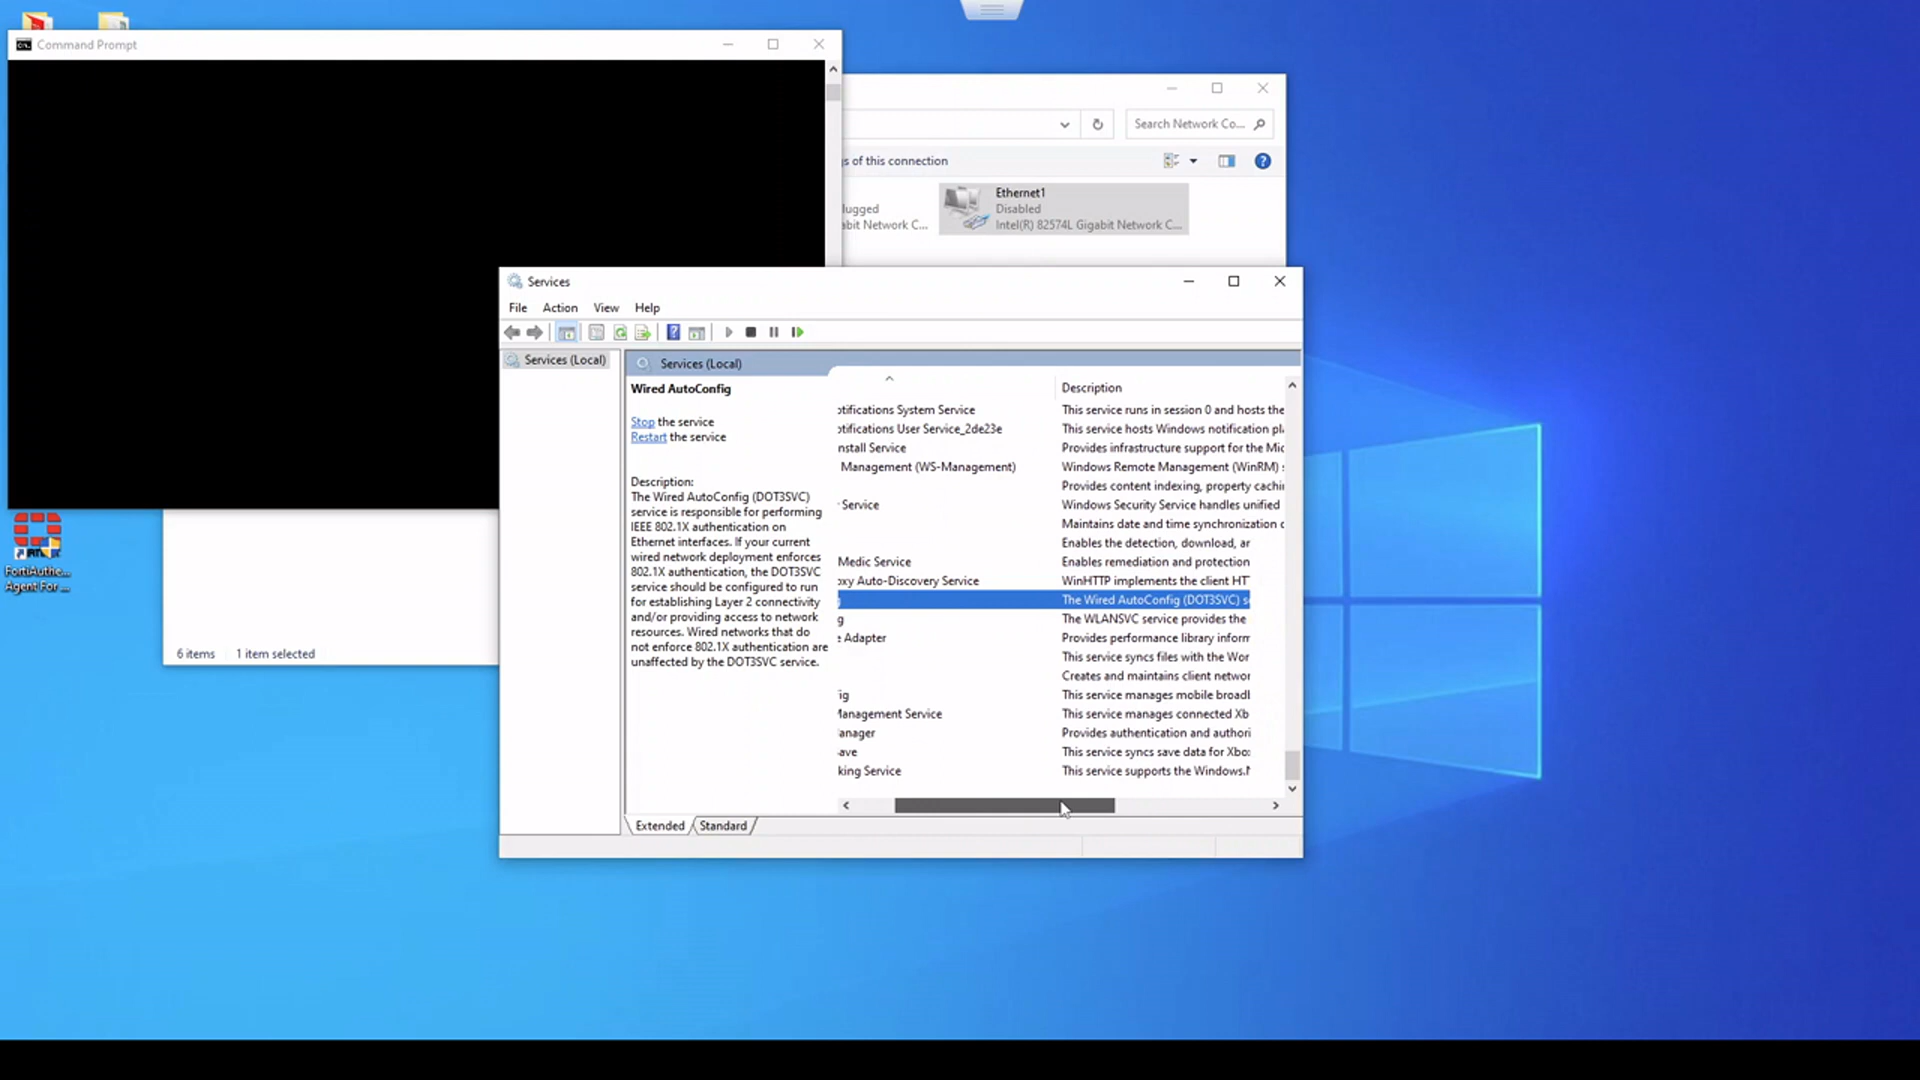 Command Prompt
Search Network Co...
s of this connection
Ethernet1
Disabled
Intel(R) 82574L Gigabit Network C...
lugged
abit Network C...
Services
File Action View Help
Services (Local)
Services (Local)
Wired AutoConfig
Stop the service
Restart the service
Description:
The Wired AutoConfig (DOT3SVC)
service is responsible for performing
IEEE 802.1X authentication on
Ethernet interfaces. If your current
wired network deployment enforces
802.1X authentication, the DOT3SVC
service should be configured to run
for establishing Layer 2 connectivity
and/or providing access to network
resources. Wired networks that do
not enforce 802.1X authentication are
unaffected by the DOT3SVC service.
Description
otifications System Service This service runs in session 0 and hosts the
otifications User Service_2de23e This service hosts Windows notification pl
nstall Service Provides infrastructure support for the Mic
Management (WS-Management) Windows Remote Management (WinRM) s
Provides content indexing, property cachi
Service Windows Security Service handles unified
Maintains date and time synchronization c
Enables the detection, download, ar
Medic Service Enables remediation and protection
oxy Auto-Discovery Service WinHTTP implements the client HT
The Wired AutoConfig (DOT3SVC) s
g The WLANSVC service provides the
e Adapter Provides performance library inform
This service syncs files with the Wor
Creates and maintains client networ
ig This service manages mobile broadl
Management Service This service manages connected Xb
anager Provides authentication and authori
ave This service syncs save data for Xbo
king Service This service supports the Windows.
Extended Standard
FortiAuthe...
Agent For ...
6 items 1 item selected